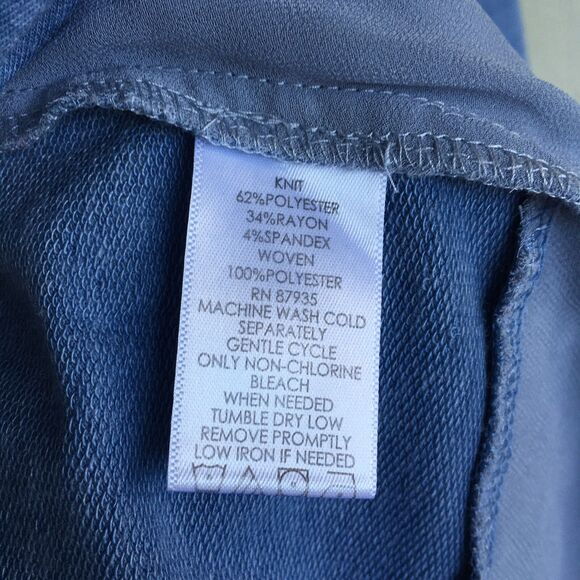 KNIT
62%POLYESTER
34%RAYON
4%SPANDEX
WOVEN
100%POLYESTER
RN 87935
MACHINE WASH COLD
SEPARATELY
GENTLE CYCLE
ONLY NON-CHLORINE
BLEACH
WHEN NEEDED
TUMBLE DRY LOW
REMOVE PROMPTLY
LOW IRON IF NEEDED